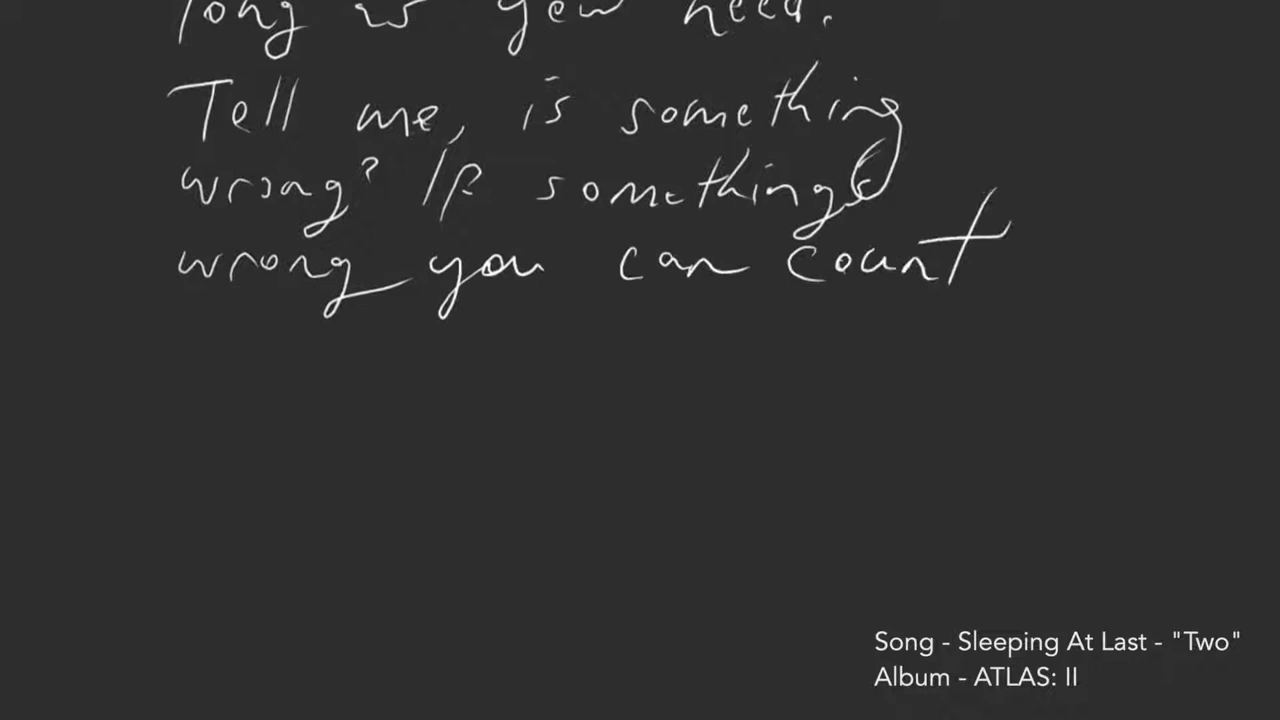 long as you need.
Tell me, is something
wrong? If somethings
wrong you can count
Song - Sleeping At Last - "Two"
Album - ATLAS: II